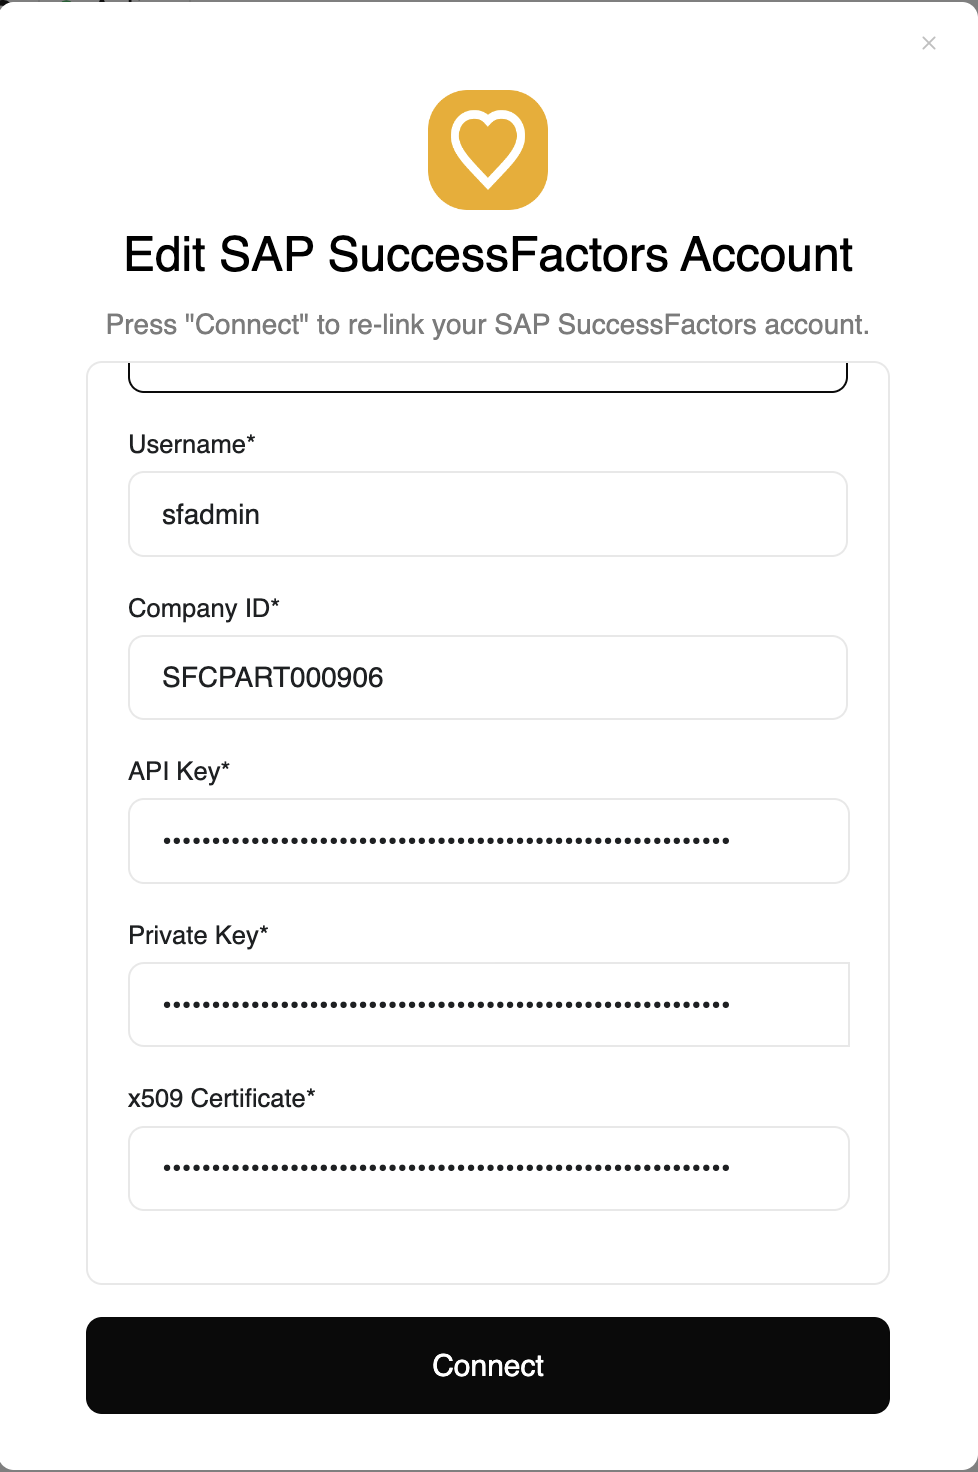 Edit SAP SuccessFactors Account
Press "Connect" to re-link your SAP SuccessFactors account.
Username*
sfadmin
Company ID*
SFCPART000906
API Key*
••••••••••••••••••••••••••••••••••••••••••••••••••••••••••
Private Key*
••••••••••••••••••••••••••••••••••••••••••••••••••••••••••
x509 Certificate*
••••••••••••••••••••••••••••••••••••••••••••••••••••••••••
Connect